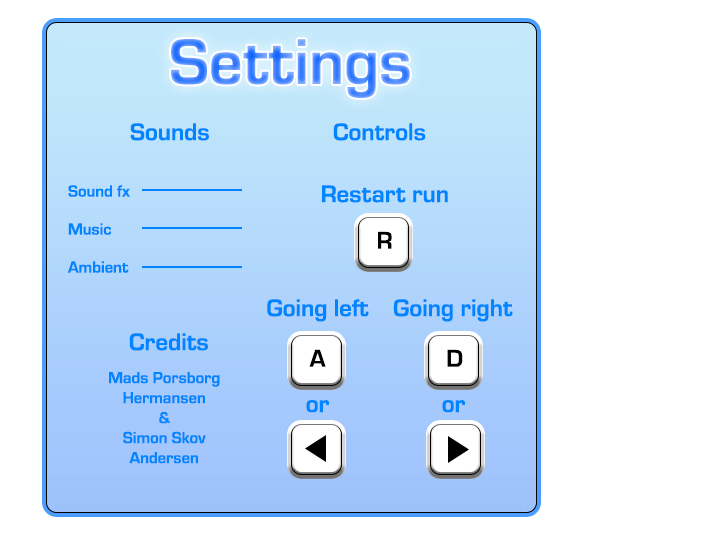 Settings
Sounds
Sound fx
Music
Ambient
Controls
Restart run
R
Going left
A
or
Going right
D
or
Credits
Mads Porsborg
Hermansen
&
Simon Skov
Andersen